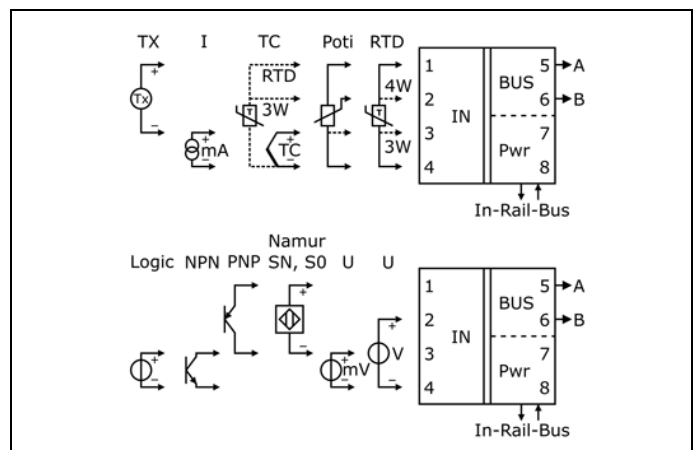 TX I TC Poti RTD
+ RTD 4W 1 5 A
Tx 3W T T 2 BUS 6 B
− + IN
+ mA − TC 3W 3 7
− 4 Pwr 8
In-Rail-Bus
Namur
Logic NPN PNP SN, S0 U U
+ 1 5 A
+ 2 BUS 6 B
− IN
+ + mV V 3 7
− − − 4 Pwr 8
In-Rail-Bus